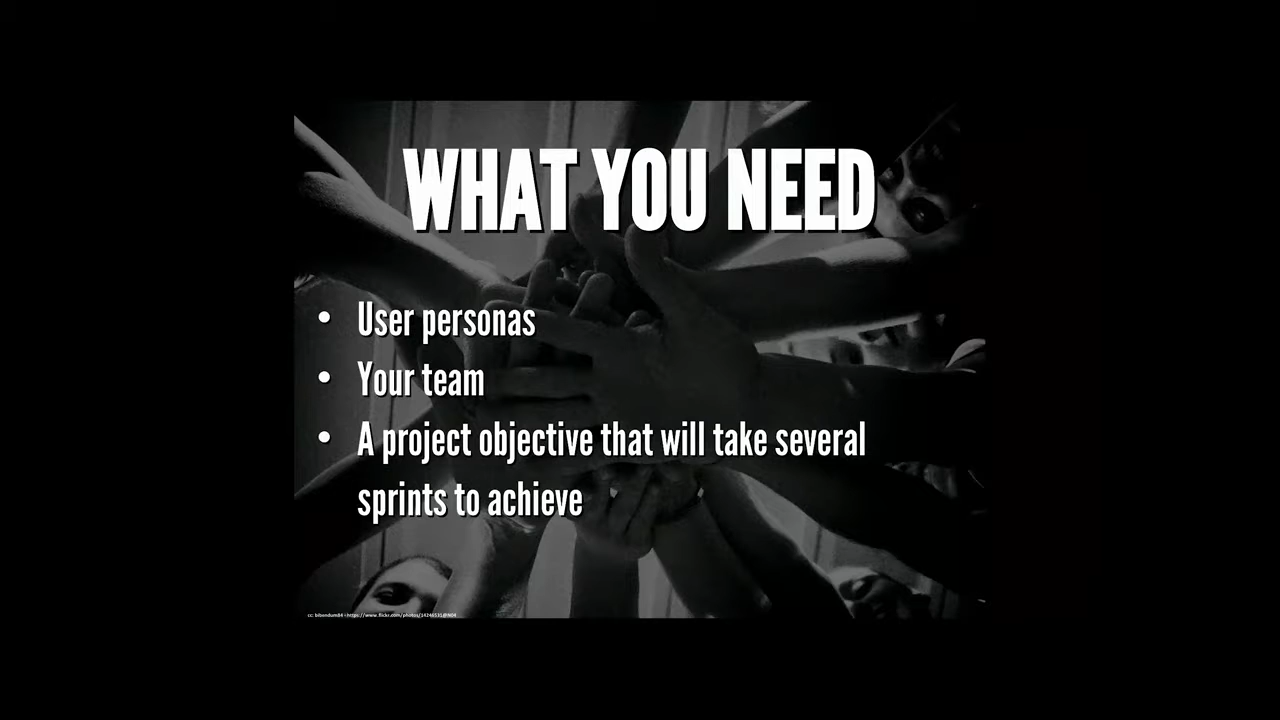 WHAT YOU NEED
• User personas
• Your team
• A project objective that will take several
sprints to achieve